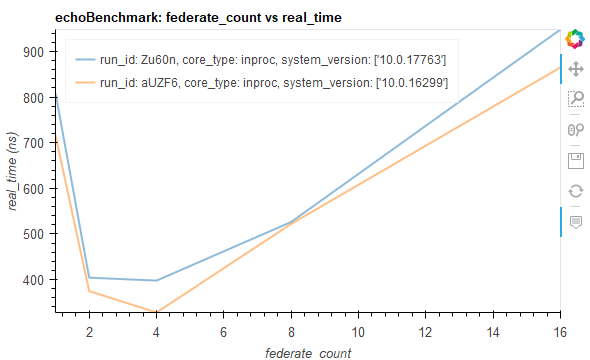 echoBenchmark: federate_count vs real_time
run_id: Zu60n, core_type: inproc, system_version: ['10.0.17763']
run_id: aUZF6, core_type: inproc, system_version: ['10.0.16299']
real_time (ns)
900
800
700
600
500
400
2 4 6 8 10 12 14 16
federate_count